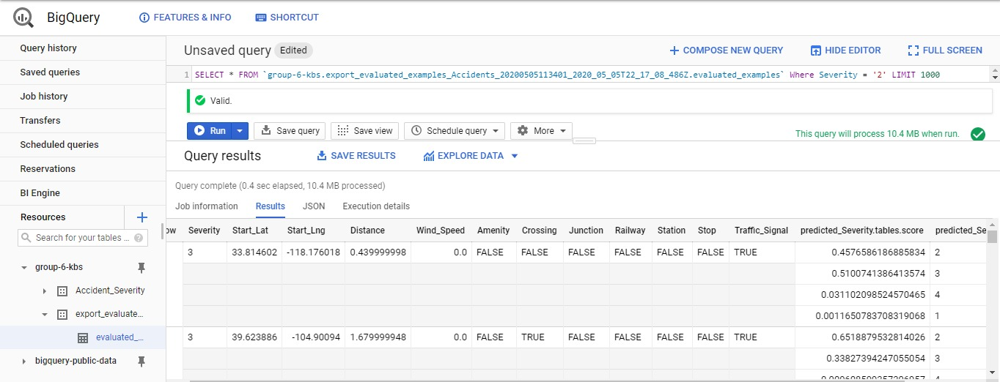 BigQuery
FEATURES & INFO
SHORTCUT
Query history
Saved queries
Job history
Transfers
Scheduled queries
Reservations
BI Engine
Resources
Search for your tables ...
group-6-kbs
Accident_Severity
export_evaluate...
evaluated_...
bigquery-public-data
Unsaved query Edited
COMPOSE NEW QUERY
HIDE EDITOR
FULL SCREEN
1 SELECT * FROM `group-6-kbs.export_evaluated_examples_Accidents_20200505113401_2020_05_05T22_17_08_486Z.evaluated_examples` Where Severity = '2' LIMIT 1000
Valid.
Run
Save query
Save view
Schedule query
More
This query will process 10.4 MB when run.
Query results
SAVE RESULTS
EXPLORE DATA
Query complete (0.4 sec elapsed, 10.4 MB processed)
Job information Results JSON Execution details
ow Severity Start_Lat Start_Lng Distance Wind_Speed Amenity Crossing Junction Railway Station Stop Traffic_Signal predicted_Severity.tables.score predicted_Se
3 33.814602 -118.176018 0.439999998 0.0 FALSE FALSE FALSE FALSE FALSE FALSE TRUE 0.4576586186885834 2
0.5100741386413574 3
0.031102098524570465 4
0.0011650783708319068 1
3 39.623886 -104.90094 1.679999948 0.0 FALSE TRUE FALSE FALSE FALSE FALSE TRUE 0.6518879532814026 2
0.33827394247055054 3